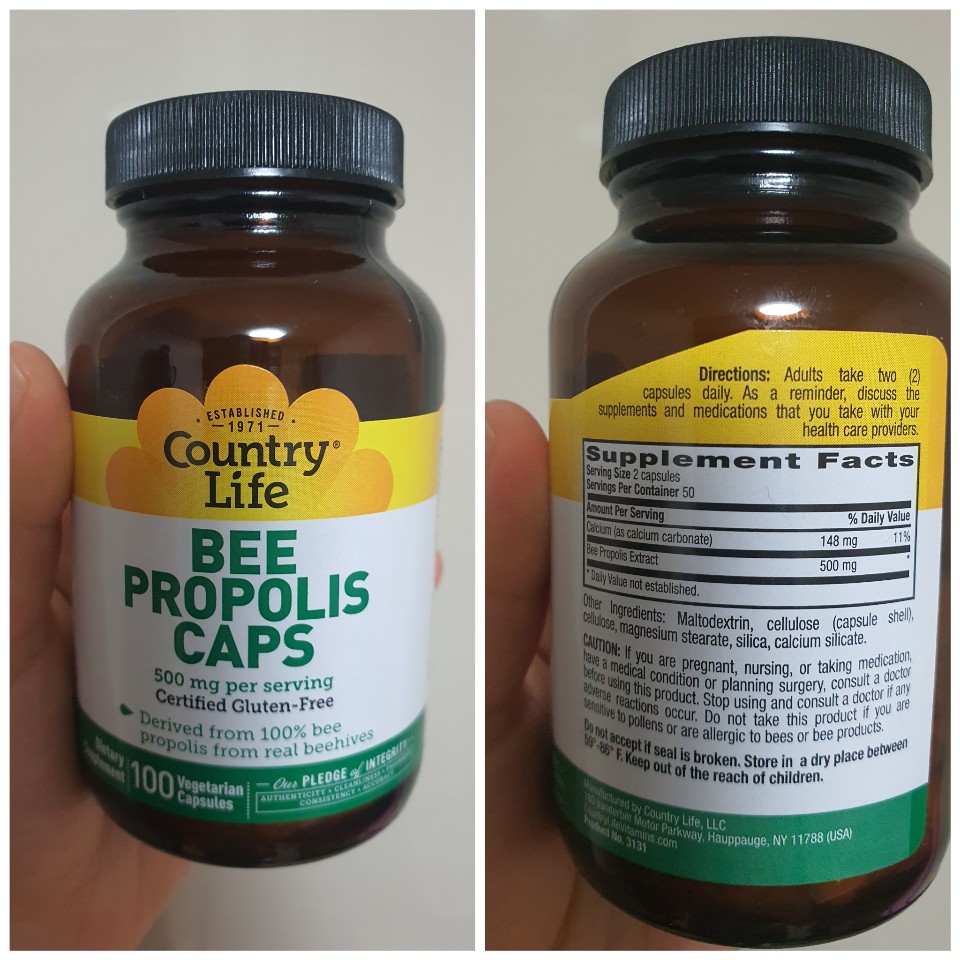 ESTABLISHED
1971
Country®
Life
BEE
PROPOLIS
CAPS
500 mg per serving
Certified Gluten-Free
Derived from 100% bee
propolis from real beehives
Dietary
Supplement
100 Vegetarian
Capsules
Our PLEDGE of INTEGRITY
AUTHENTICITY • CLEANLINESS •
CONSISTENCY • ACCURACY
Directions: Adults take two (2)
capsules daily. As a reminder, discuss the
supplements and medications that you take with your
health care providers.
Supplement Facts
Serving Size 2 capsules
Servings Per Container 50
Amount Per Serving % Daily Value
Calcium (as calcium carbonate) 148 mg 11%
Bee Propolis Extract 500 mg *
* Daily Value not established.
Other Ingredients: Maltodextrin, cellulose (capsule shell),
cellulose, magnesium stearate, silica, calcium silicate.
CAUTION: If you are pregnant, nursing, or taking medication,
have a medical condition or planning surgery, consult a doctor
before using this product. Stop using and consult a doctor if any
adverse reactions occur. Do not take this product if you are
sensitive to pollens or are allergic to bees or bee products.
Do not accept if seal is broken. Store in a dry place between
59°-86° F. Keep out of the reach of children.
Manufactured by Country Life, LLC
Vanderbilt Motor Parkway, Hauppauge, NY 11788 (USA)
CountryLifeVitamins.com
Product No. 3131